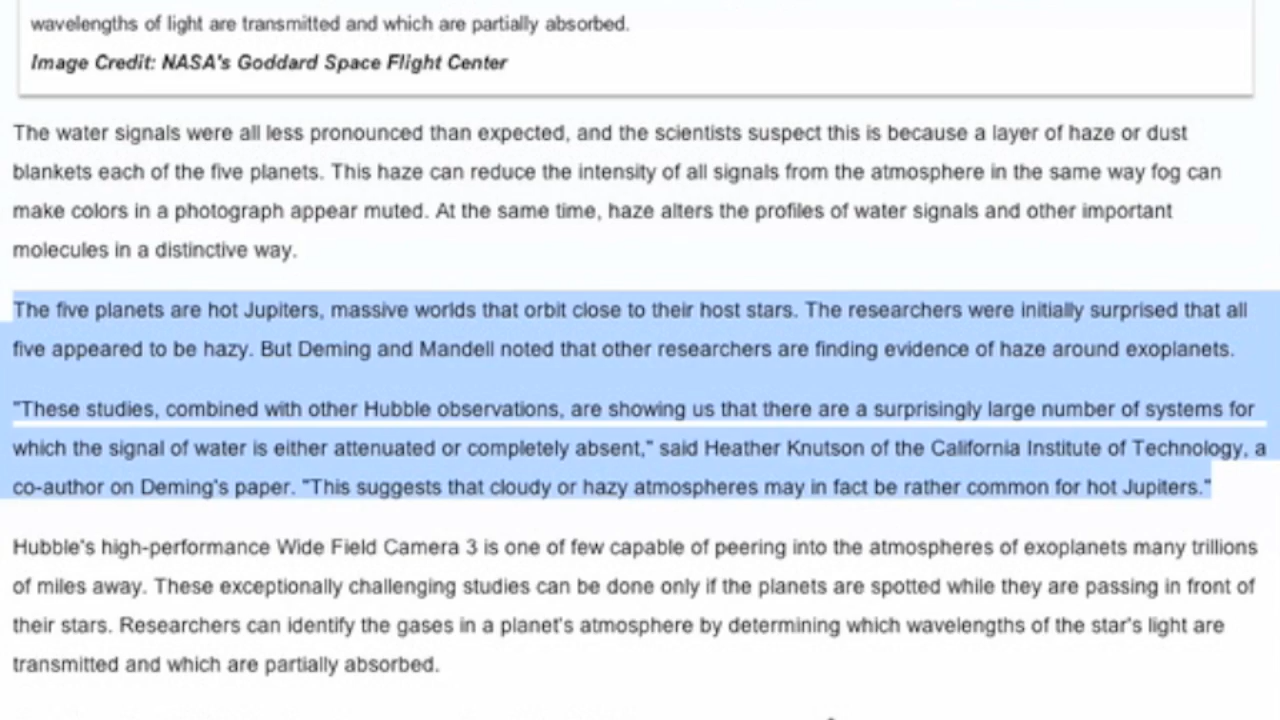 wavelengths of light are transmitted and which are partially absorbed.
Image Credit: NASA's Goddard Space Flight Center
The water signals were all less pronounced than expected, and the scientists suspect this is because a layer of haze or dust
blankets each of the five planets. This haze can reduce the intensity of all signals from the atmosphere in the same way fog can
make colors in a photograph appear muted. At the same time, haze alters the profiles of water signals and other important
molecules in a distinctive way.
The five planets are hot Jupiters, massive worlds that orbit close to their host stars. The researchers were initially surprised that all
five appeared to be hazy. But Deming and Mandell noted that other researchers are finding evidence of haze around exoplanets.
"These studies, combined with other Hubble observations, are showing us that there are a surprisingly large number of systems for
which the signal of water is either attenuated or completely absent," said Heather Knutson of the California Institute of Technology, a
co-author on Deming's paper. "This suggests that cloudy or hazy atmospheres may in fact be rather common for hot Jupiters."
Hubble's high-performance Wide Field Camera 3 is one of few capable of peering into the atmospheres of exoplanets many trillions
of miles away. These exceptionally challenging studies can be done only if the planets are spotted while they are passing in front of
their stars. Researchers can identify the gases in a planet's atmosphere by determining which wavelengths of the star's light are
transmitted and which are partially absorbed.